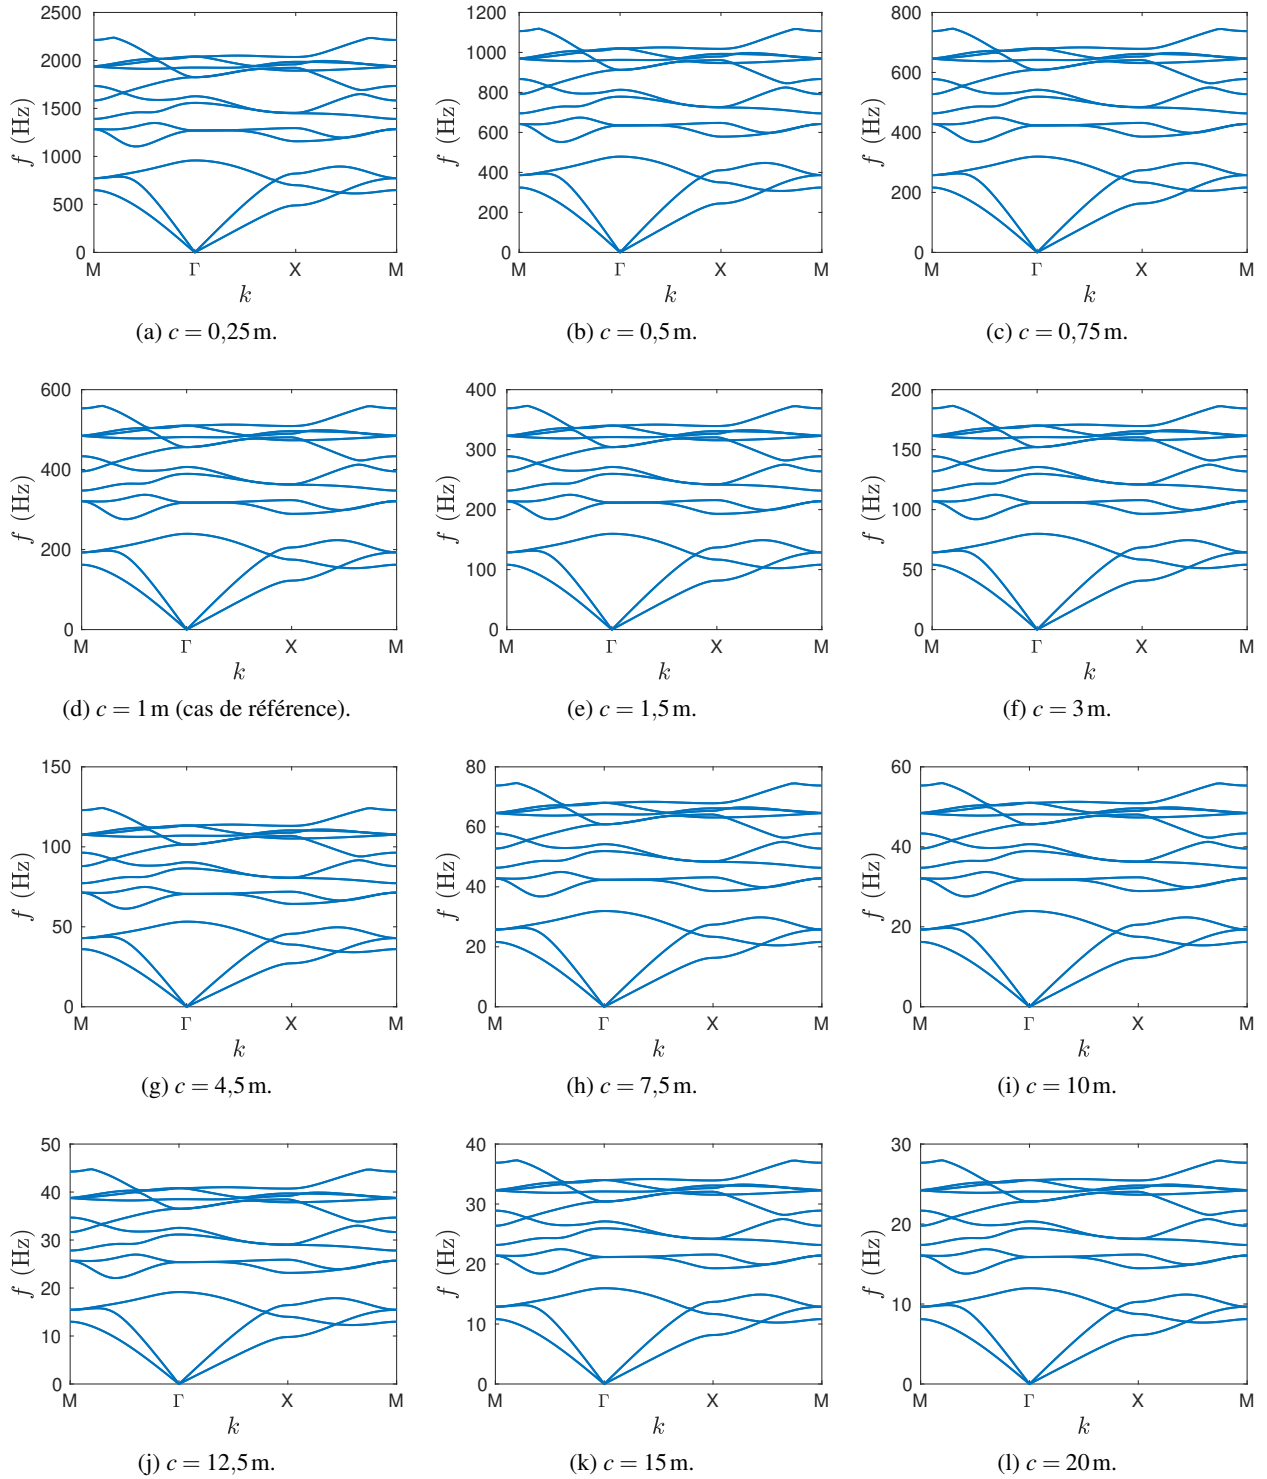 2500
2000
1500
1000
500
0
f (Hz)
M Γ X M
k
(a) c = 0,25 m.
1200
1000
800
600
400
200
0
f (Hz)
M Γ X M
k
(b) c = 0,5 m.
800
600
400
200
0
f (Hz)
M Γ X M
k
(c) c = 0,75 m.
600
400
200
0
f (Hz)
M Γ X M
k
(d) c = 1 m (cas de référence).
400
300
200
100
0
f (Hz)
M Γ X M
k
(e) c = 1,5 m.
200
150
100
50
0
f (Hz)
M Γ X M
k
(f) c = 3 m.
150
100
50
0
f (Hz)
M Γ X M
k
(g) c = 4,5 m.
80
60
40
20
0
f (Hz)
M Γ X M
k
(h) c = 7,5 m.
60
40
20
0
f (Hz)
M Γ X M
k
(i) c = 10 m.
50
40
30
20
10
0
f (Hz)
M Γ X M
k
(j) c = 12,5 m.
40
30
20
10
0
f (Hz)
M Γ X M
k
(k) c = 15 m.
30
20
10
0
f (Hz)
M Γ X M
k
(l) c = 20 m.